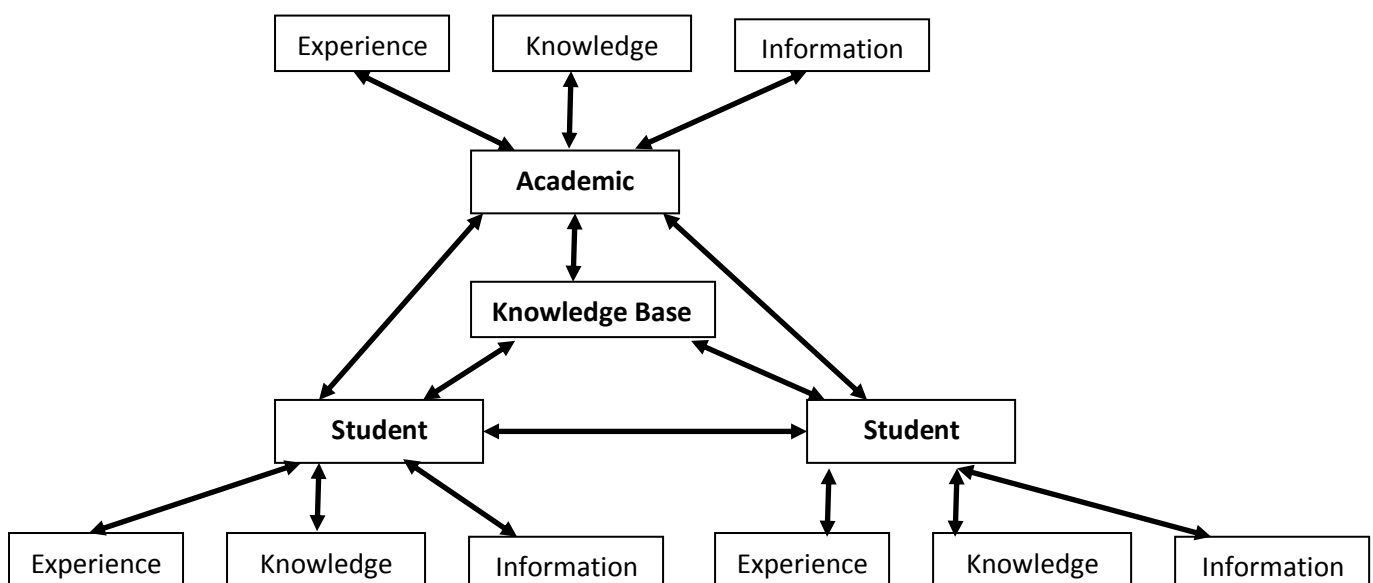 Experience
Knowledge
Information
Academic
Knowledge Base
Student
Student
Experience
Knowledge
Information
Experience
Knowledge
Information